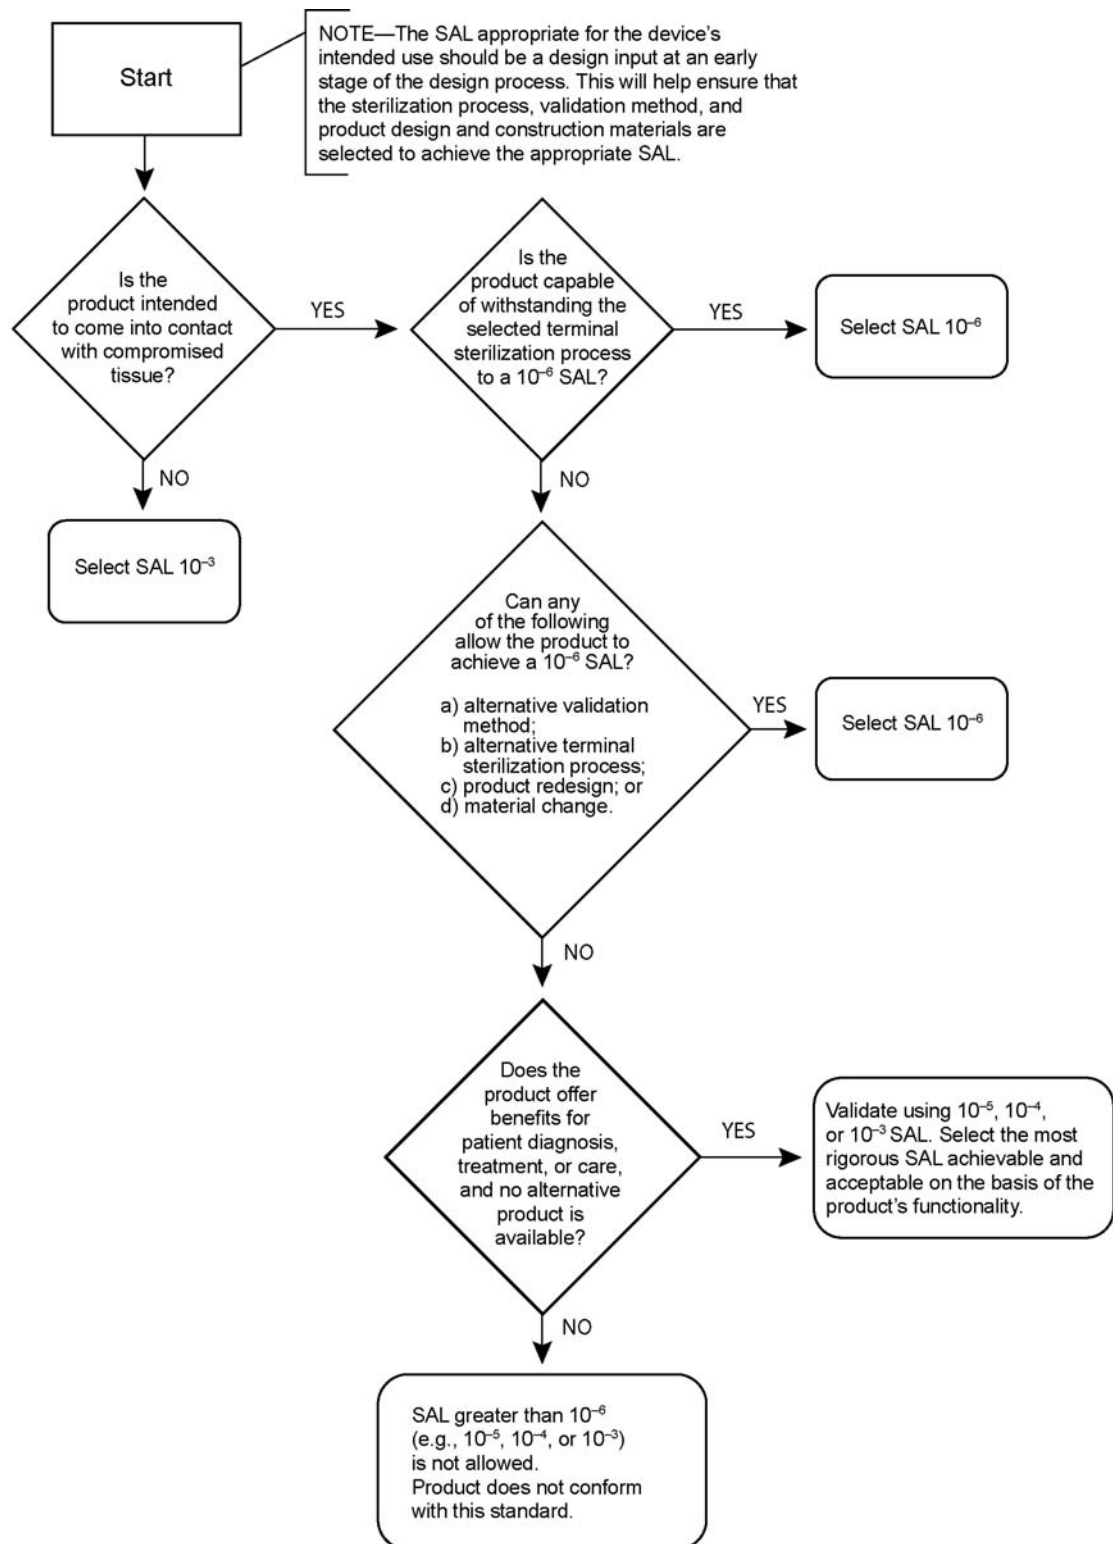 Start
NOTE—The SAL appropriate for the device's
intended use should be a design input at an early
stage of the design process. This will help ensure that
the sterilization process, validation method, and
product design and construction materials are
selected to achieve the appropriate SAL.
Is the
product intended
to come into contact
with compromised
tissue?
YES
Is the
product capable
of withstanding the
selected terminal
sterilization process
to a 10⁻⁶ SAL?
YES
Select SAL 10⁻⁶
NO
Select SAL 10⁻³
NO
Can any
of the following
allow the product to
achieve a 10⁻⁶ SAL?
a) alternative validation
method;
b) alternative terminal
sterilization process;
c) product redesign; or
d) material change.
YES
Select SAL 10⁻⁶
NO
Does the
product offer
benefits for
patient diagnosis,
treatment, or care,
and no alternative
product is
available?
YES
Validate using 10⁻⁵, 10⁻⁴,
or 10⁻³ SAL. Select the most
rigorous SAL achievable and
acceptable on the basis of the
product's functionality.
NO
SAL greater than 10⁻⁶
(e.g., 10⁻⁵, 10⁻⁴, or 10⁻³)
is not allowed.
Product does not conform
with this standard.